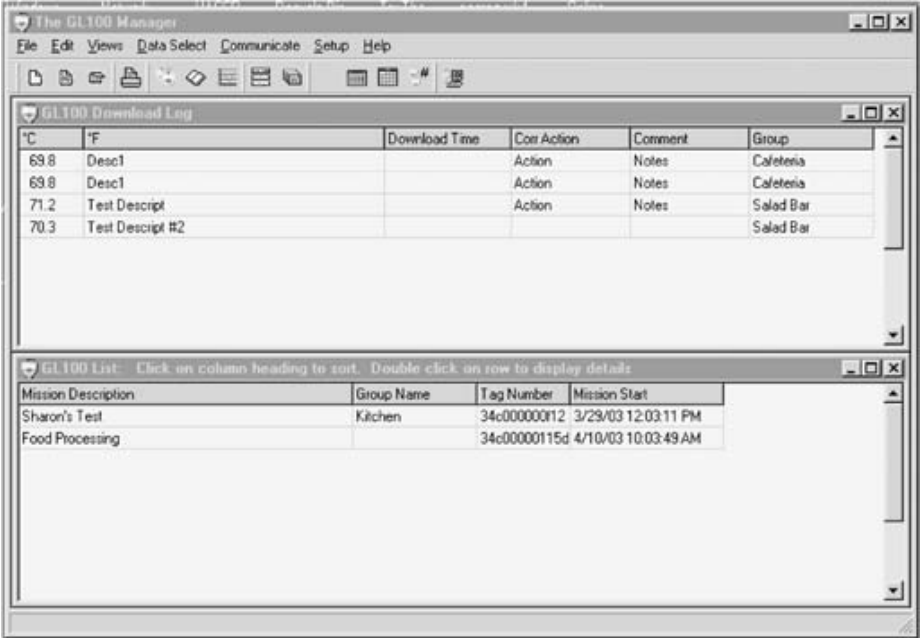 The GL100 Manager
File Edit Views Data Select Communicate Setup Help
GL100 Download Log
°C °F Download Time Corr Action Comment Group
69.8 Desc1 Action Notes Cafeteria
69.8 Desc1 Action Notes Cafeteria
71.2 Test Descript Action Notes Salad Bar
70.3 Test Descript #2 Salad Bar
GL100 List: Click on column heading to sort. Double click on row to display details
Mission Description Group Name Tag Number Mission Start
Sharon's Test Kitchen 34c000000f12 3/29/03 12:03:11 PM
Food Processing 34c00000115d 4/10/03 10:03:49 AM